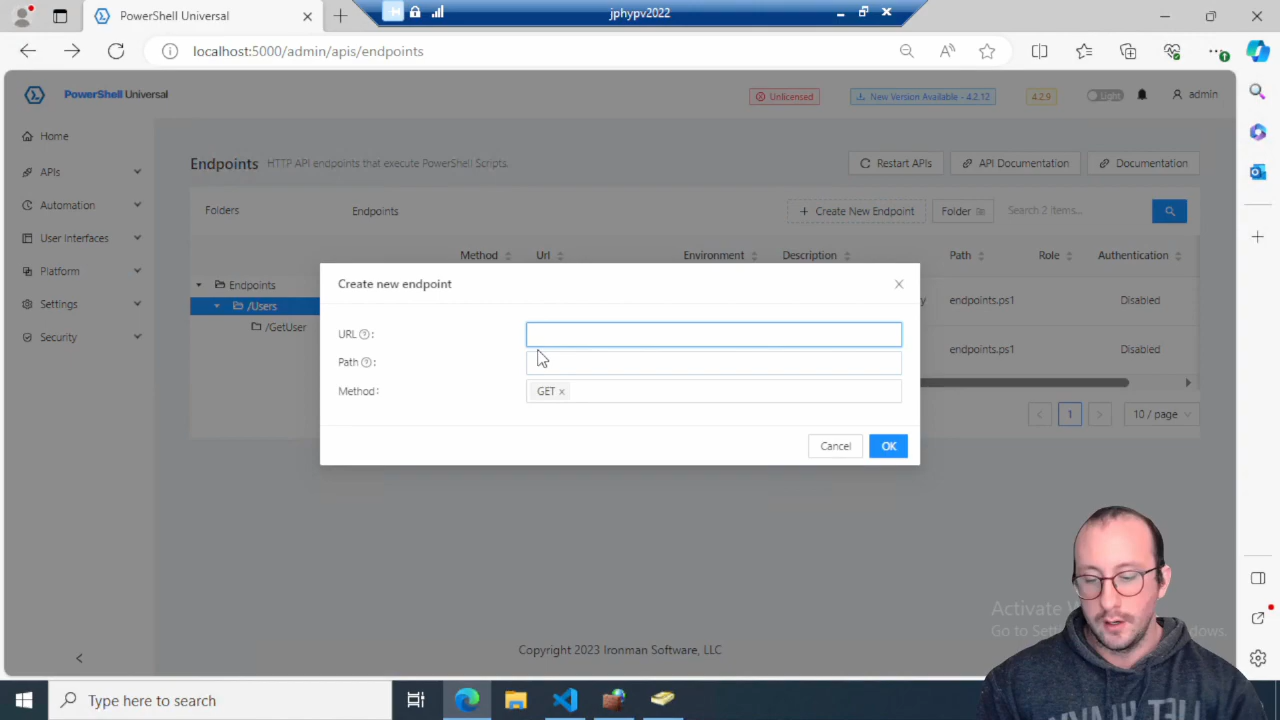 PowerShell Universal
jphypv2022
localhost:5000/admin/apis/endpoints
PowerShell Universal
Unlicensed
New Version Available - 4.2.12
4.2.9
Light
admin
Home
APIs
Automation
User Interfaces
Platform
Settings
Security
Endpoints HTTP API endpoints that execute PowerShell Scripts.
Restart APIs
API Documentation
Documentation
Folders
Endpoints
Create New Endpoint
Folder
Search 2 items...
Method
Url
Environment
Description
Path
Role
Authentication
Endpoints
/Users
/GetUser
endpoints.ps1
Disabled
endpoints.ps1
Disabled
1
10 / page
Create new endpoint
URL :
Path :
Method:
GET
Cancel
OK
Copyright 2023 Ironman Software, LLC
Type here to search